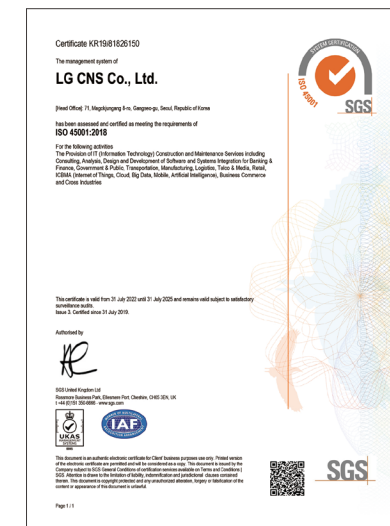 Certificate KR19/81826150
The management system of
LG CNS Co., Ltd.
[Head Office]: 71, Magokjungang 8-ro, Gangseo-gu, Seoul, Republic of Korea
has been assessed and certified as meeting the requirements of
ISO 45001:2018
For the following activities
The Provision of IT (Information Technology) Construction and Maintenance Services including
Consulting, Analysis, Design and Development of Software and Systems Integration for Banking &
Finance, Government & Public, Transportation, Manufacturing, Logistics, Telco & Media, Retail,
ICBMA (Internet of Things, Cloud, Big Data, Mobile, Artificial Intelligence), Business Commerce
and Cross Industries
SYSTEM CERTIFICATION
ISO 45001
SGS
This certificate is valid from 31 July 2022 until 31 July 2025 and remains valid subject to satisfactory
surveillance audits.
Issue 3. Certified since 31 July 2019.
Authorised by
SGS United Kingdom Ltd
Rossmore Business Park, Ellesmere Port, Cheshire, CH65 3EN, UK
t +44 (0)151 350-6666 - www.sgs.com
UKAS
MANAGEMENT
SYSTEMS
IAF
This document is an authentic electronic certificate for Client' business purposes use only. Printed version
of the electronic certificate are permitted and will be considered as a copy. This document is issued by the
Company subject to SGS General Conditions of certification services available on Terms and Conditions |
SGS. Attention is drawn to the limitation of liability, indemnification and jurisdictional clauses contained
therein. This document is copyright protected and any unauthorized alteration, forgery or falsification of the
content or appearance of this document is unlawful.
SGS
Page 1 / 1